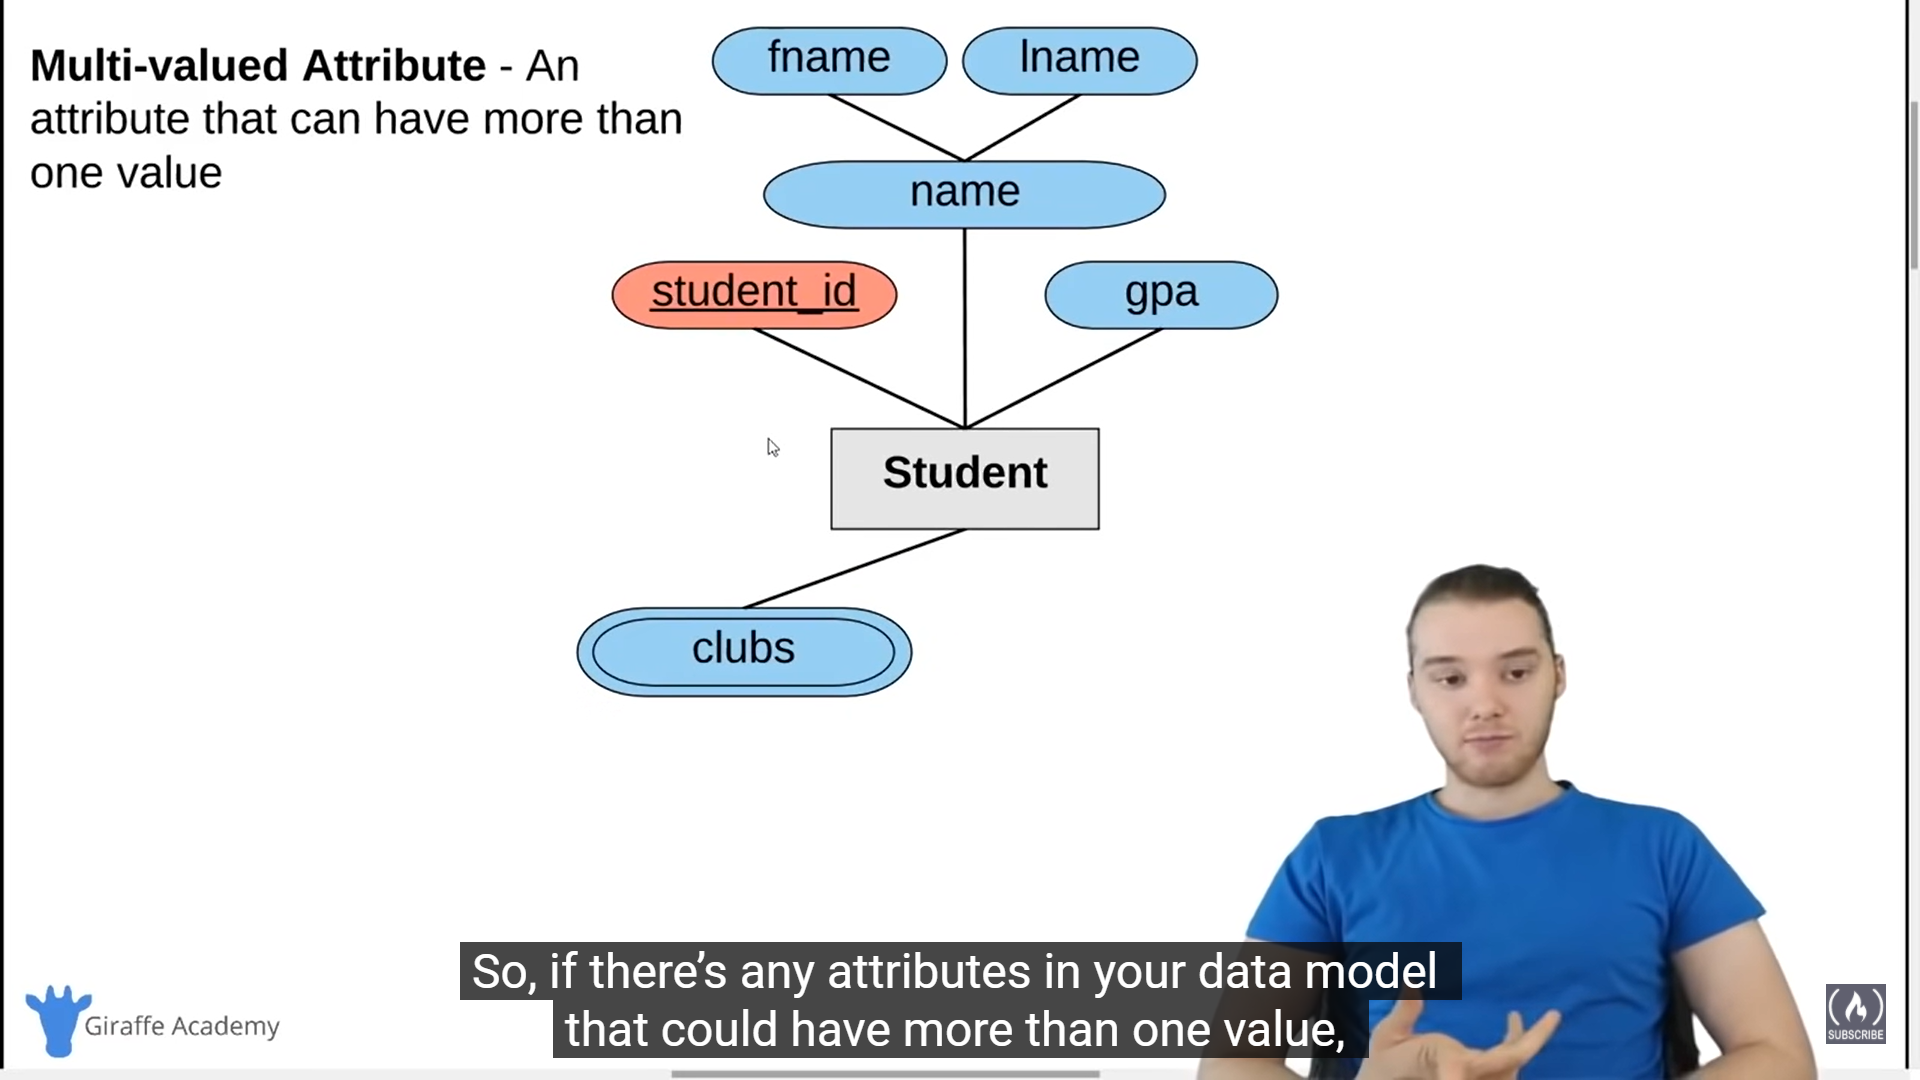 Multi-valued Attribute - An
attribute that can have more than
one value
fname
lname
name
student_id
gpa
Student
clubs
So, if there’s any attributes in your data model
that could have more than one value,
Giraffe Academy
SUBSCRIBE